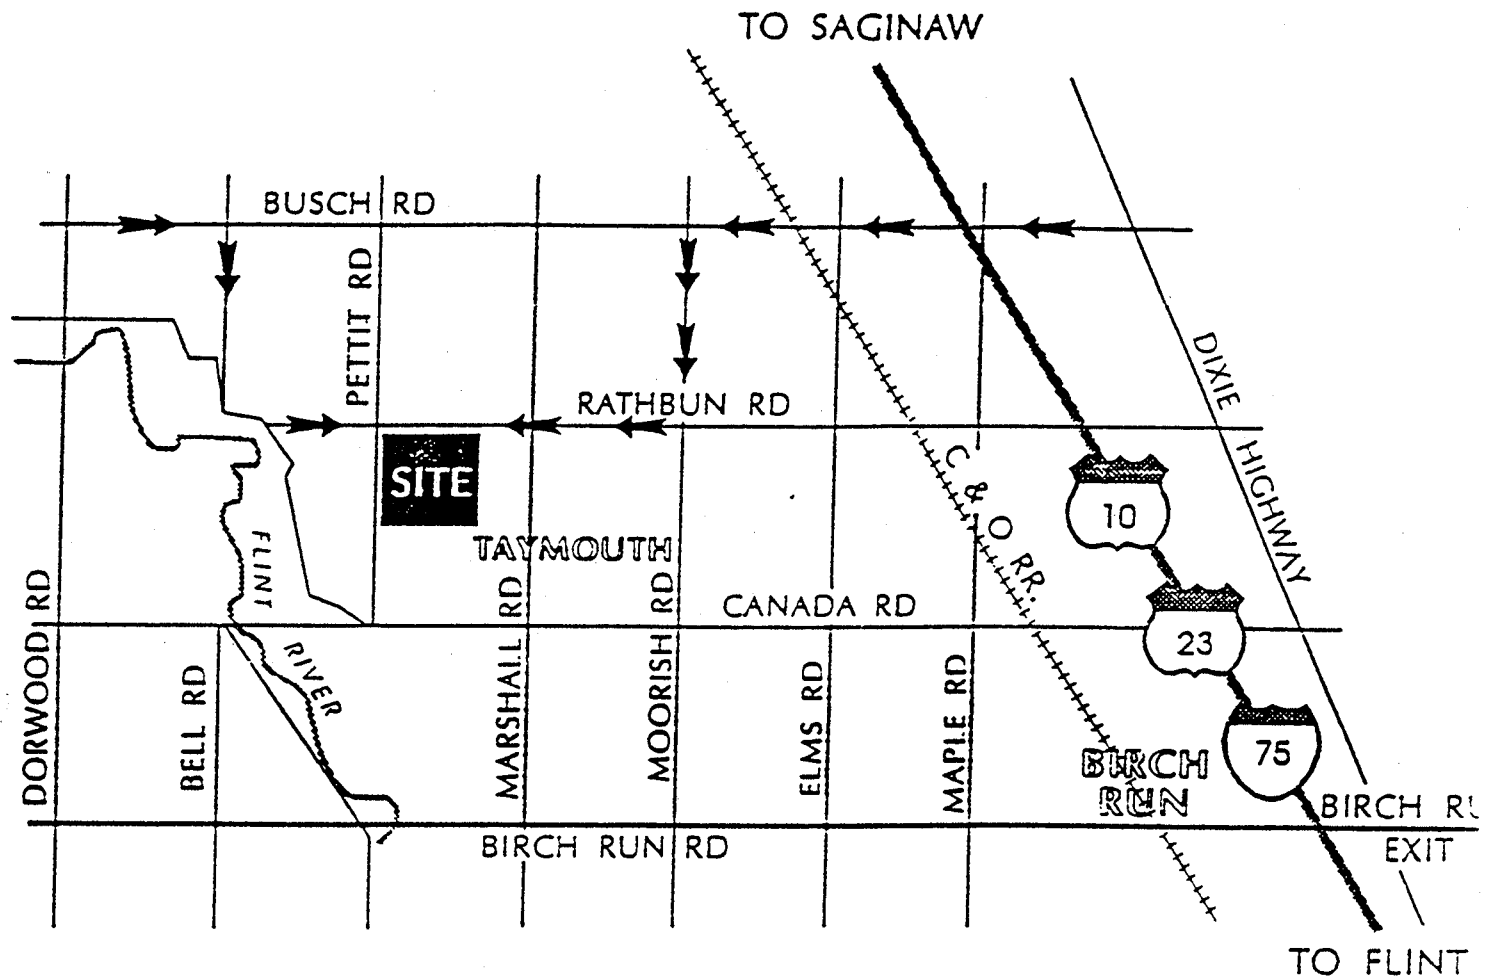 TO SAGINAW
BUSCH RD
PETTIT RD
DIXIE HIGHWAY
RATHBUN RD
SITE
C & O RR.
10
TAYMOUTH
FLINT RIVER
CANADA RD
23
DORWOOD RD
BELL RD
MARSHALL RD
MOORISH RD
ELMS RD
MAPLE RD
75
BIRCH
RUN
BIRCH RU
EXIT
BIRCH RUN RD
TO FLINT